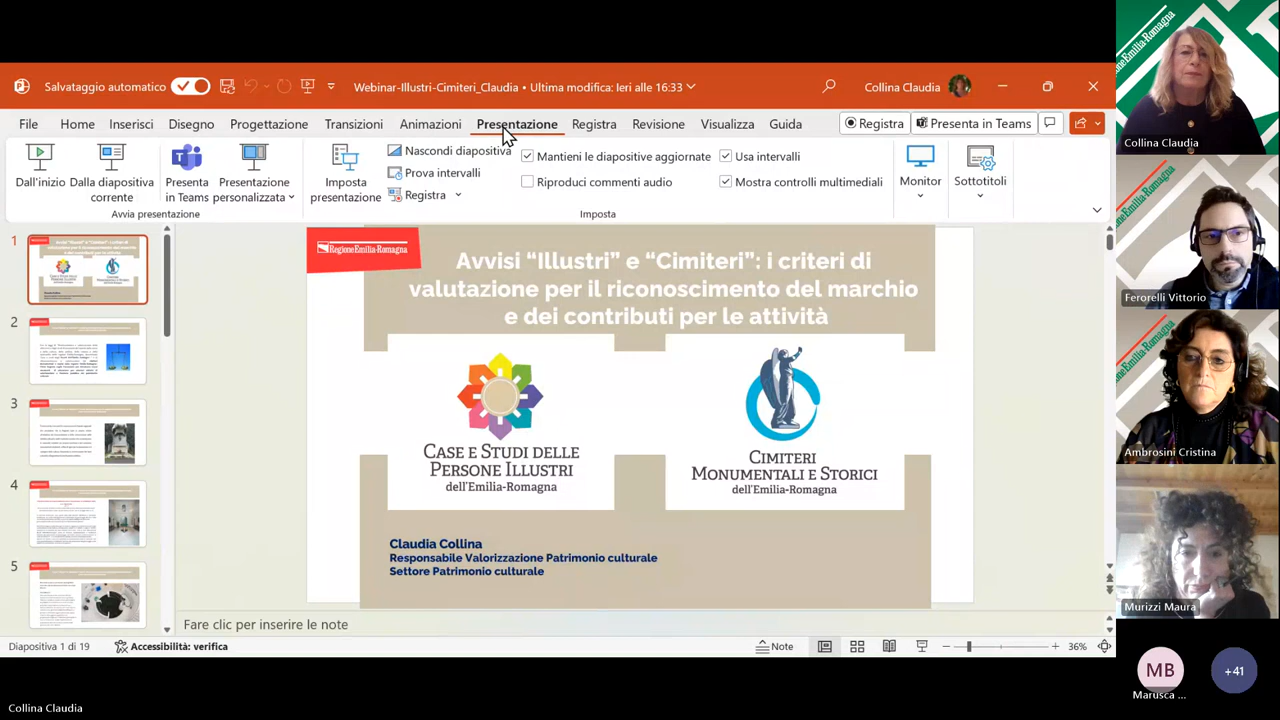 Salvataggio automatico
Webinar-Illustri-Cimiteri_Claudia • Ultima modifica: Ieri alle 16:33
Collina Claudia
File
Home
Inserisci
Disegno
Progettazione
Transizioni
Animazioni
Presentazione
Registra
Revisione
Visualizza
Guida
Registra
Presenta in Teams
Dall'inizio
Dalla diapositiva
corrente
Presenta
in Teams
Presentazione
personalizzata
Avvia presentazione
Imposta
presentazione
Nascondi diapositiva
Prova intervalli
Registra
Mantieni le diapositive aggiornate
Riproduci commenti audio
Usa intervalli
Mostra controlli multimediali
Imposta
Monitor
Sottotitoli
1
2
3
4
5
Regione Emilia-Romagna
Avvisi “Illustri” e “Cimiteri”: i criteri di
valutazione per il riconoscimento del marchio
e dei contributi per le attività
Case e Studi delle
Persone Illustri
dell'Emilia-Romagna
Cimiteri
Monumentali e Storici
dell'Emilia-Romagna
Claudia Collina
Responsabile Valorizzazione Patrimonio culturale
Settore Patrimonio culturale
Fare clic per inserire le note
Diapositiva 1 di 19
Accessibilità: verifica
Note
36%
Collina Claudia
Collina Claudia
Ferorelli Vittorio
Ambrosini Cristina
Murizzi Maura
MB
Marusca ...
+41